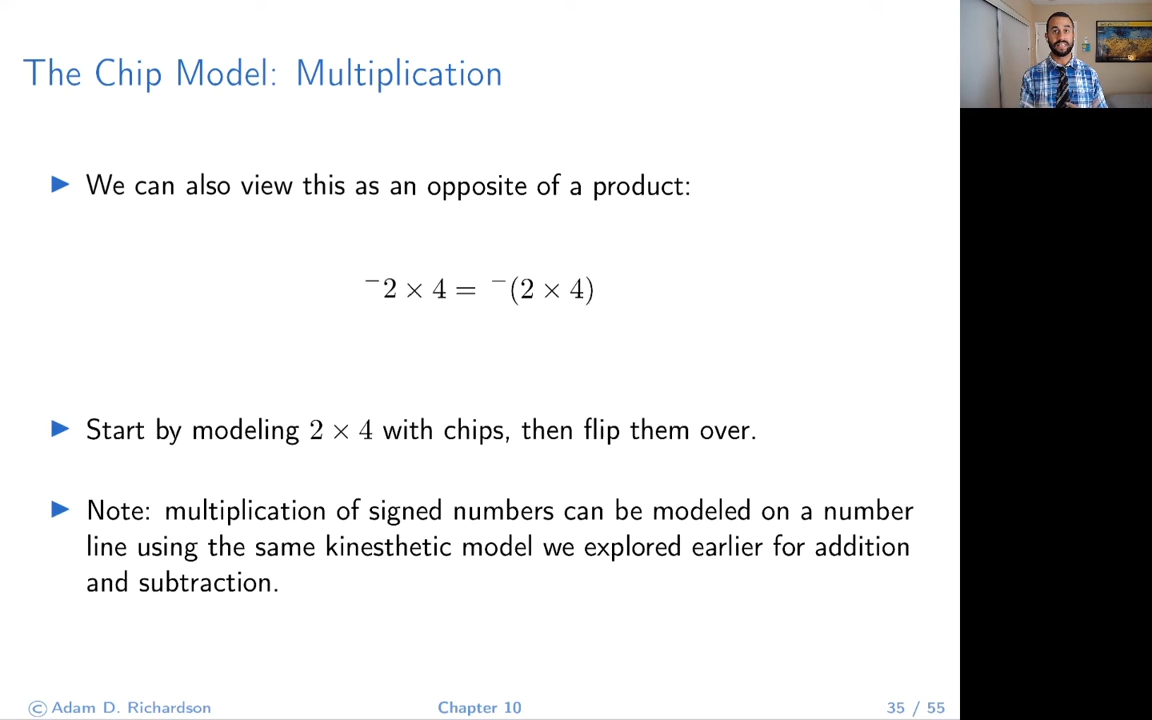 The Chip Model: Multiplication
▶ We can also view this as an opposite of a product:
⁻2 × 4 = ⁻(2 × 4)
▶ Start by modeling 2 × 4 with chips, then flip them over.
▶ Note: multiplication of signed numbers can be modeled on a number
line using the same kinesthetic model we explored earlier for addition
and subtraction.
© Adam D. Richardson Chapter 10 35 / 55